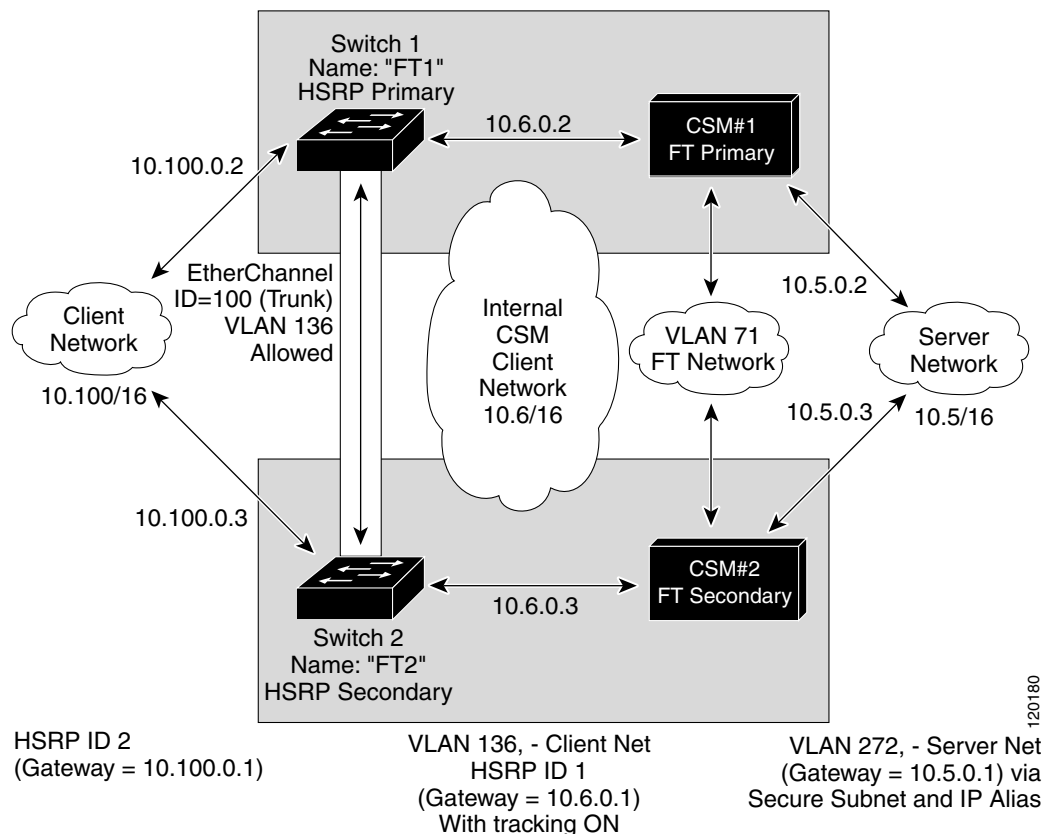 Switch 1
Name: "FT1"
HSRP Primary
10.6.0.2
CSM#1
FT Primary
10.100.0.2
EtherChannel
ID=100 (Trunk)
VLAN 136
Allowed
Client
Network
10.100/16
Internal
CSM
Client
Network
10.6/16
VLAN 71
FT Network
10.5.0.2
Server
Network
10.5.0.3
10.5/16
10.100.0.3
10.6.0.3
CSM#2
FT Secondary
Switch 2
Name: "FT2"
HSRP Secondary
120180
HSRP ID 2
(Gateway = 10.100.0.1)
VLAN 136, - Client Net
HSRP ID 1
(Gateway = 10.6.0.1)
With tracking ON
VLAN 272, - Server Net
(Gateway = 10.5.0.1) via
Secure Subnet and IP Alias